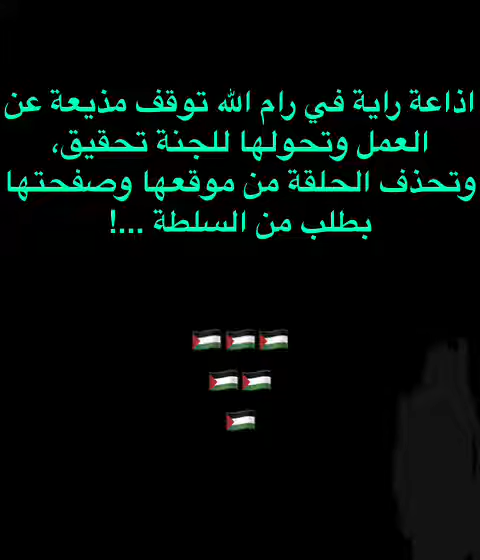 اذاعة راية في رام الله توقف مذيعة عن
العمل وتحولها للجنة تحقيق،
وتحذف الحلقة من موقعها وصفحتها
بطلب من السلطة ...!
🇵🇸🇵🇸🇵🇸
🇵🇸🇵🇸
🇵🇸